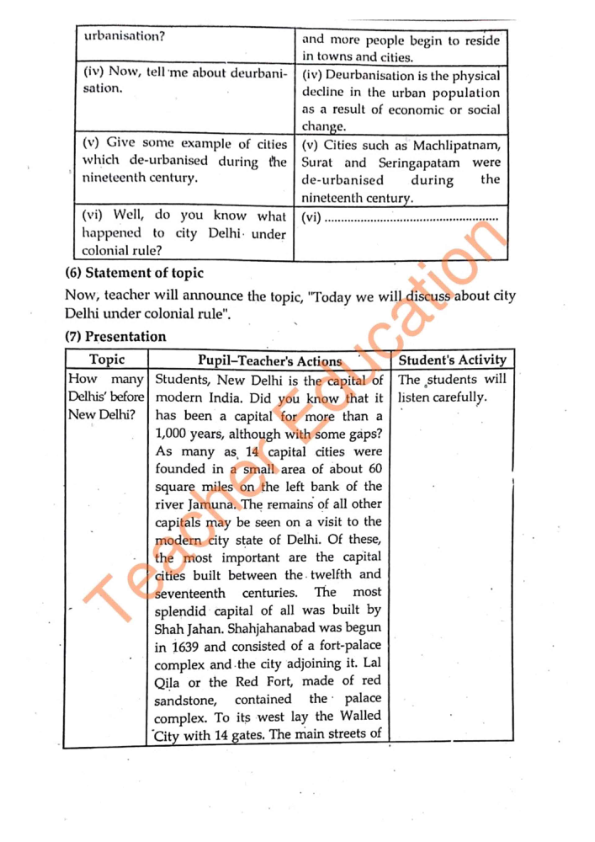 urbanisation?
and more people begin to reside
in towns and cities.
(iv) Now, tell me about deurbani-
sation.
(iv) Deurbanisation is the physical
decline in the urban population
as a result of economic or social
change.
(v) Give some example of cities
which de-urbanised during the
nineteenth century.
(v) Cities such as Machlipatnam,
Surat and Seringapatam were
de-urbanised during the
nineteenth century.
(vi) Well, do you know what
happened to city Delhi under
colonial rule?
(vi) ......................................................
(6) Statement of topic
Now, teacher will announce the topic, "Today we will discuss about city
Delhi under colonial rule".
(7) Presentation
Topic
Pupil–Teacher's Actions
Student's Activity
How many
Delhis' before
New Delhi?
Students, New Delhi is the capital of
modern India. Did you know that it
has been a capital for more than a
1,000 years, although with some gaps?
As many as 14 capital cities were
founded in a small area of about 60
square miles on the left bank of the
river Jamuna. The remains of all other
capitals may be seen on a visit to the
modern city state of Delhi. Of these,
the most important are the capital
cities built between the twelfth and
seventeenth centuries. The most
splendid capital of all was built by
Shah Jahan. Shahjahanabad was begun
in 1639 and consisted of a fort-palace
complex and the city adjoining it. Lal
Qila or the Red Fort, made of red
sandstone, contained the palace
complex. To its west lay the Walled
City with 14 gates. The main streets of
The students will
listen carefully.
Teacher Education